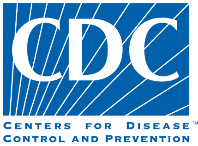 CDC
CENTERS FOR DISEASE™
CONTROL AND PREVENTION